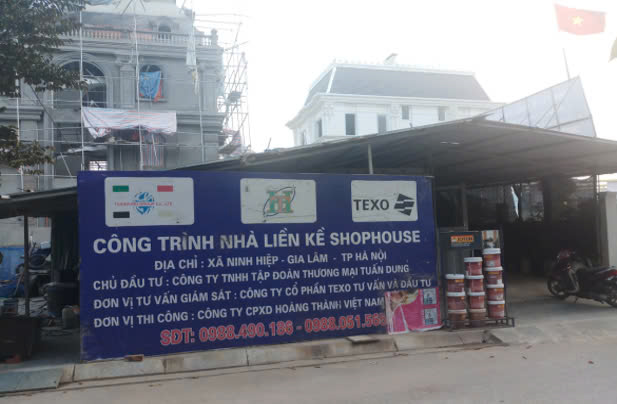 TEXO
CÔNG TRÌNH NHÀ LIỀN KỀ SHOPHOUSE
ĐỊA CHỈ : XÃ NINH HIỆP - GIA LÂM - TP HÀ NỘI
CHỦ ĐẦU TƯ : CÔNG TY TNHH TẬP ĐOÀN THƯƠNG MẠI TUẤN DUNG
ĐƠN VỊ TƯ VẤN GIÁM SÁT : CÔNG TY CỔ PHẦN TEXO TƯ VẤN VÀ ĐẦU TƯ
ĐƠN VỊ THI CÔNG : CÔNG TY CPXD HOÀNG THÀNH VIỆT NAM
SĐT: 0988.490.186 - 0988.051.568